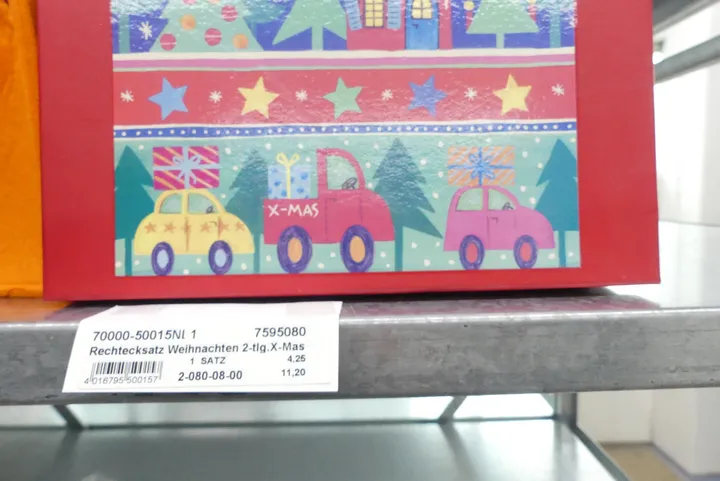 X-MAS
70000-50015NL 1 7595080
Rechtecksatz Weihnachten 2-tlg.X-Mas
1 SATZ 4,25
4 016795 500157 2-080-08-00 11,20